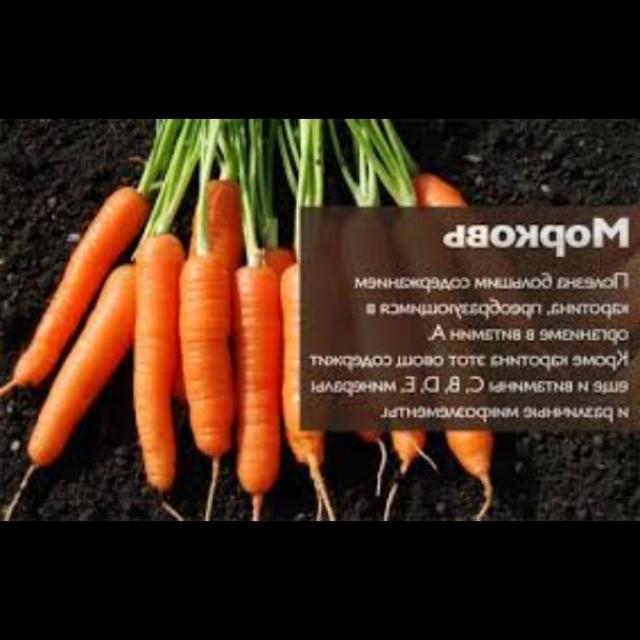 Морковь
Полезна большим содержанием
каротина, преобразующимся в
организме в витамин А.
Кроме каротина этот овощ содержит
еще и витамины С, В, D, Е, минералы
и различные микроэлементы.